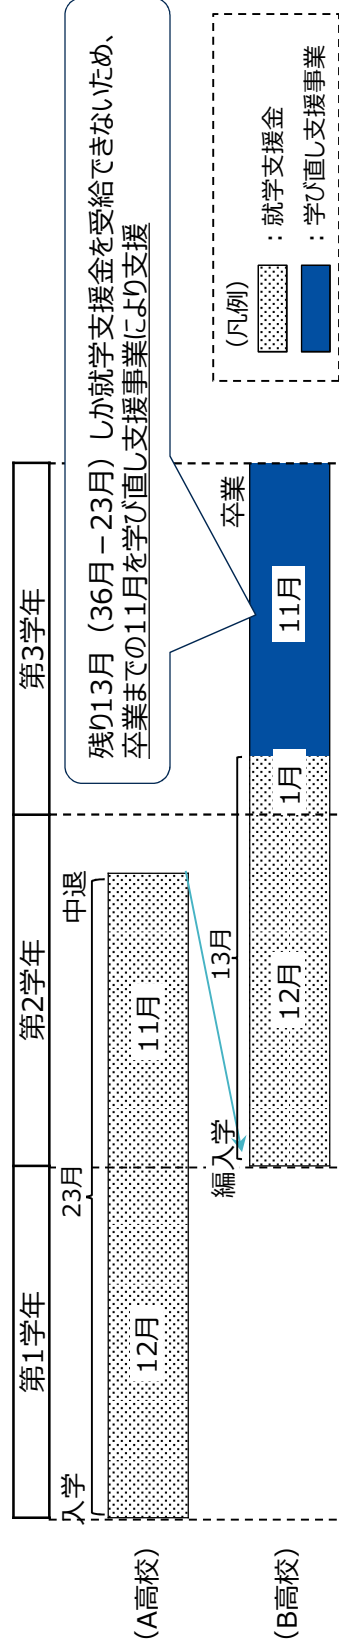 第1学年
第2学年
第3学年
入学
23月
中退
(A高校)
12月
11月
残り13月（36月－23月）しか就学支援金を受給できないため、
卒業までの11月を学び直し支援事業により支援
編入学
13月
卒業
(B高校)
12月
1月
11月
(凡例)
：就学支援金
：学び直し支援事業